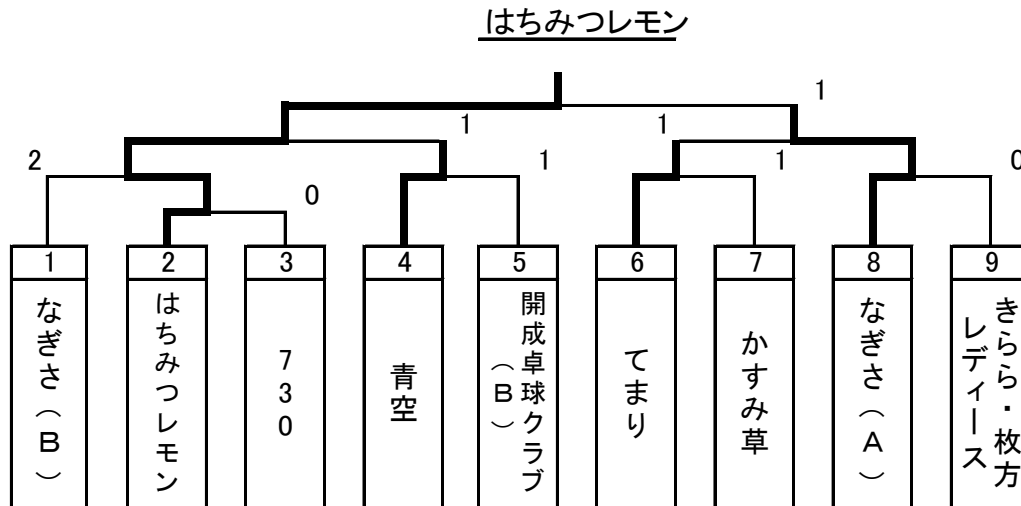 はちみつレモン
1
1
1
2
1
1
0
0
1
2
3
4
5
6
7
8
9
なぎさ(B)
はちみつレモン
730
青空
開成卓球クラブ
(B)
てまり
かすみ草
なぎさ(A)
きらら・枚方
レディース